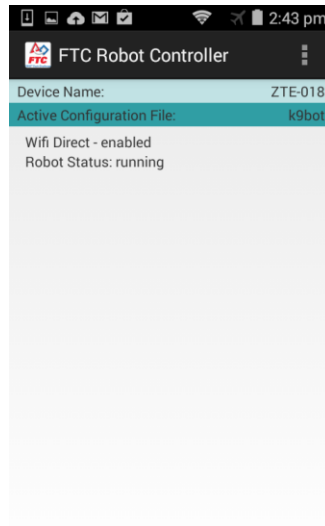 2:43 pm
FTC FTC Robot Controller
Device Name: ZTE-018
Active Configuration File: k9bot
Wifi Direct - enabled
Robot Status: running